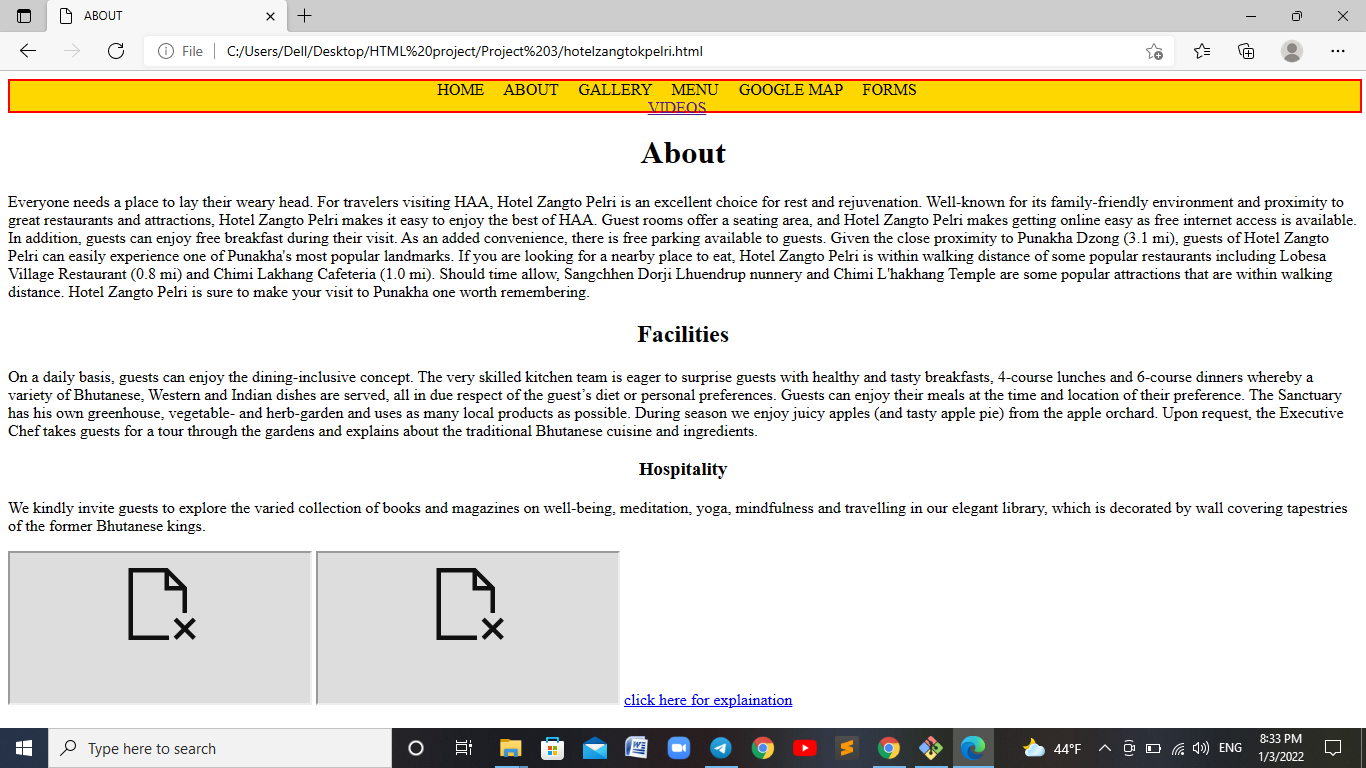 ABOUT
File
C:/Users/Dell/Desktop/HTML%20project/Project%203/hotelzangtokpelri.html
HOME ABOUT GALLERY MENU GOOGLE MAP FORMS
VIDEOS
About
Everyone needs a place to lay their weary head. For travelers visiting HAA, Hotel Zangto Pelri is an excellent choice for rest and rejuvenation. Well-known for its family-friendly environment and proximity to
great restaurants and attractions, Hotel Zangto Pelri makes it easy to enjoy the best of HAA. Guest rooms offer a seating area, and Hotel Zangto Pelri makes getting online easy as free internet access is available.
In addition, guests can enjoy free breakfast during their visit. As an added convenience, there is free parking available to guests. Given the close proximity to Punakha Dzong (3.1 mi), guests of Hotel Zangto
Pelri can easily experience one of Punakha's most popular landmarks. If you are looking for a nearby place to eat, Hotel Zangto Pelri is within walking distance of some popular restaurants including Lobesa
Village Restaurant (0.8 mi) and Chimi Lakhang Cafeteria (1.0 mi). Should time allow, Sangchhen Dorji Lhuendrup nunnery and Chimi L'hakhang Temple are some popular attractions that are within walking
distance. Hotel Zangto Pelri is sure to make your visit to Punakha one worth remembering.
Facilities
On a daily basis, guests can enjoy the dining-inclusive concept. The very skilled kitchen team is eager to surprise guests with healthy and tasty breakfasts, 4-course lunches and 6-course dinners whereby a
variety of Bhutanese, Western and Indian dishes are served, all in due respect of the guest’s diet or personal preferences. Guests can enjoy their meals at the time and location of their preference. The Sanctuary
has his own greenhouse, vegetable- and herb-garden and uses as many local products as possible. During season we enjoy juicy apples (and tasty apple pie) from the apple orchard. Upon request, the Executive
Chef takes guests for a tour through the gardens and explains about the traditional Bhutanese cuisine and ingredients.
Hospitality
We kindly invite guests to explore the varied collection of books and magazines on well-being, meditation, yoga, mindfulness and travelling in our elegant library, which is decorated by wall covering tapestries
of the former Bhutanese kings.
click here for explaination
Type here to search
44°F
ENG
8:33 PM
1/3/2022